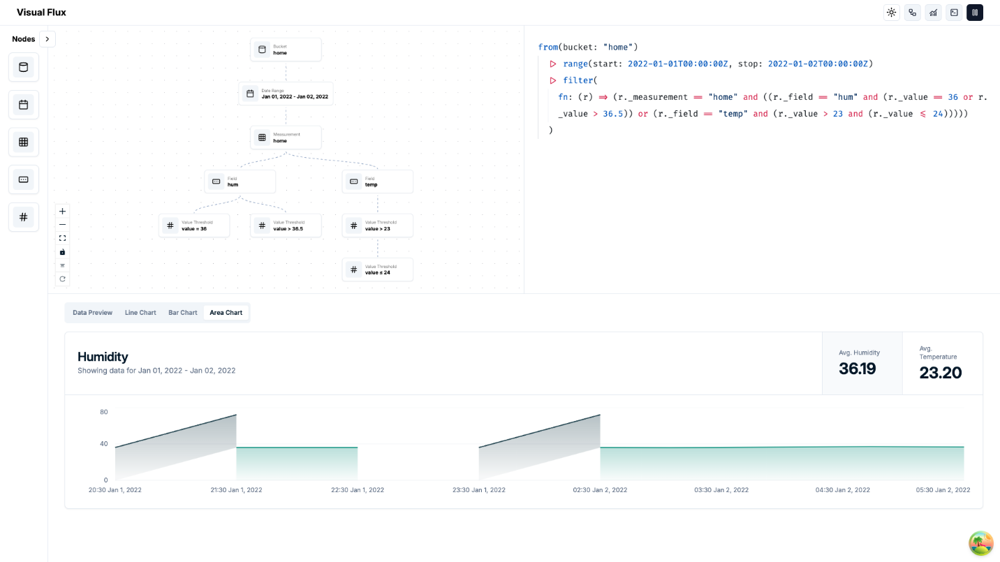 Visual Flux
Nodes
Bucket
home
Date Range
Jan 01, 2022 - Jan 02, 2022
Measurement
home
Field
hum
Field
temp
Value Threshold
value = 36
Value Threshold
value > 36.5
Value Threshold
value > 23
Value Threshold
value ≤ 24
from(bucket: "home")
▷ range(start: 2022-01-01T00:00:00Z, stop: 2022-01-02T00:00:00Z)
▷ filter(
fn: (r) => (r._measurement == "home" and ((r._field == "hum" and (r._value == 36 or r.
_value > 36.5)) or (r._field == "temp" and (r._value > 23 and (r._value ≤ 24)))))
)
Data Preview
Line Chart
Bar Chart
Area Chart
Humidity
Showing data for Jan 01, 2022 - Jan 02, 2022
Avg. Humidity
36.19
Avg.
Temperature
23.20
80
40
0
20:30 Jan 1, 2022
21:30 Jan 1, 2022
22:30 Jan 1, 2022
23:30 Jan 1, 2022
02:30 Jan 2, 2022
03:30 Jan 2, 2022
04:30 Jan 2, 2022
05:30 Jan 2, 2022